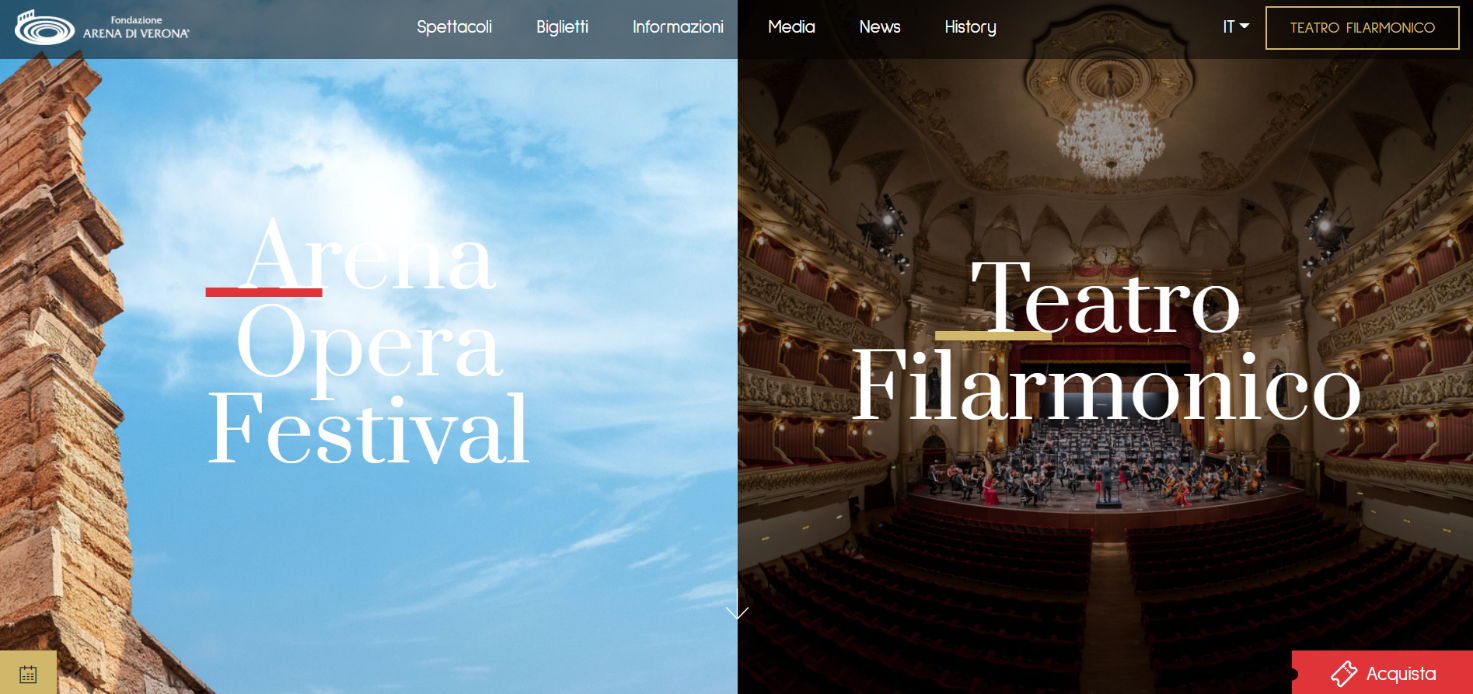 Fondazione
ARENA DI VERONA®
Spettacoli
Biglietti
Informazioni
Media
News
History
IT
TEATRO FILARMONICO
Arena
Opera
Festival
Teatro
Filarmonico
Acquista